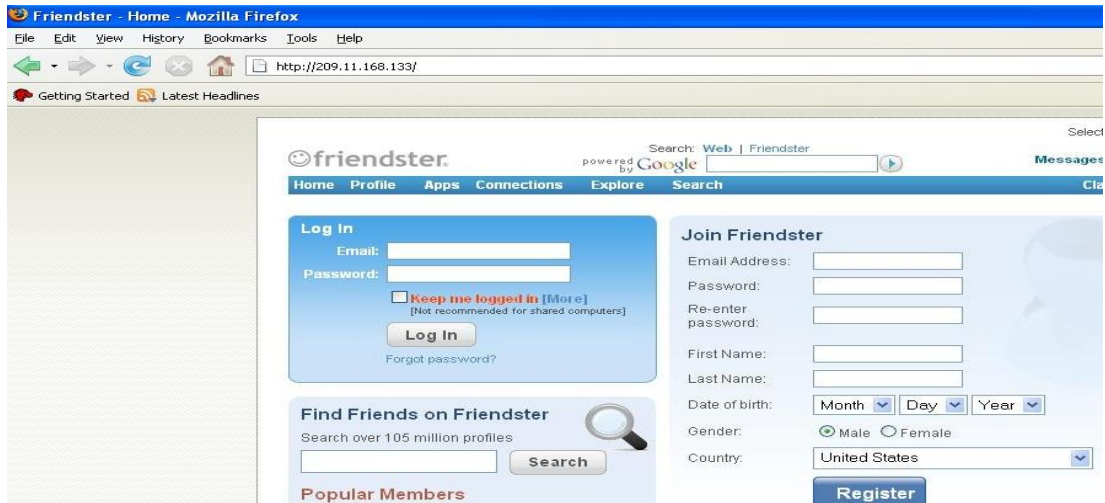 Friendster - Home - Mozilla Firefox
File Edit View History Bookmarks Tools Help
http://209.11.168.133/
Getting Started Latest Headlines
Select
friendster
powered by Google
Search: Web | Friendster
Messages
Home Profile Apps Connections Explore Search Cla
Log In
Email:
Password:
Keep me logged in [More]
[Not recommended for shared computers]
Log In
Forgot password?
Find Friends on Friendster
Search over 105 million profiles
Search
Popular Members
Join Friendster
Email Address:
Password:
Re-enter
password:
First Name:
Last Name:
Date of birth: Month Day Year
Gender: Male Female
Country: United States
Register